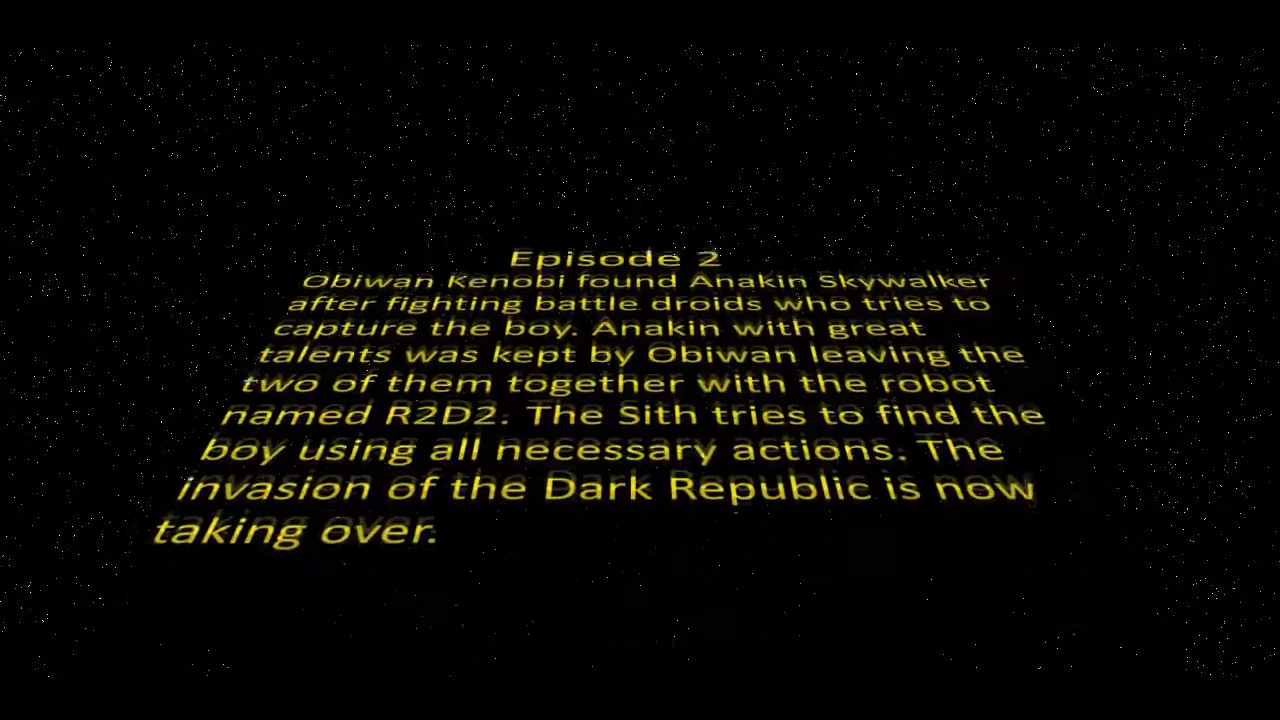 Episode 2
Obiwan Kenobi found Anakin Skywalker
after fighting battle droids who tries to
capture the boy. Anakin with great
talents was kept by Obiwan leaving the
two of them together with the robot
named R2D2. The Sith tries to find the
boy using all necessary actions. The
invasion of the Dark Republic is now
taking over.